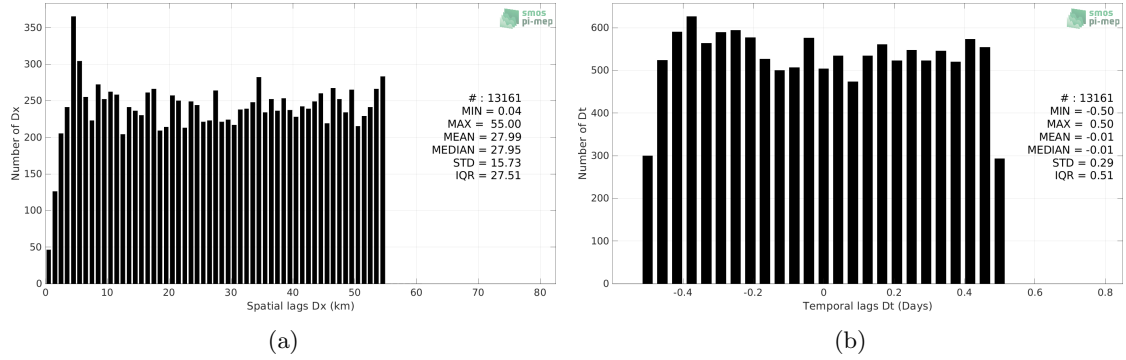 smos
pi-mep
350
300
250
200
150
100
50
0
Number of Dx
# : 13161
MIN = 0.04
MAX = 55.00
MEAN = 27.99
MEDIAN = 27.95
STD = 15.73
IQR = 27.51
0 10 20 30 40 50 60 70 80
Spatial lags Dx (km)
(a)
smos
pi-mep
600
500
400
300
200
100
0
Number of Dt
# : 13161
MIN = -0.50
MAX = 0.50
MEAN = -0.01
MEDIAN = -0.01
STD = 0.29
IQR = 0.51
-0.4 -0.2 0 0.2 0.4 0.6 0.8
Temporal lags Dt (Days)
(b)